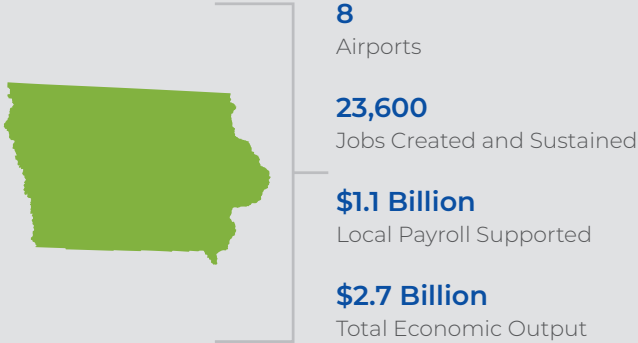 8
Airports
23,600
Jobs Created and Sustained
$1.1 Billion
Local Payroll Supported
$2.7 Billion
Total Economic Output